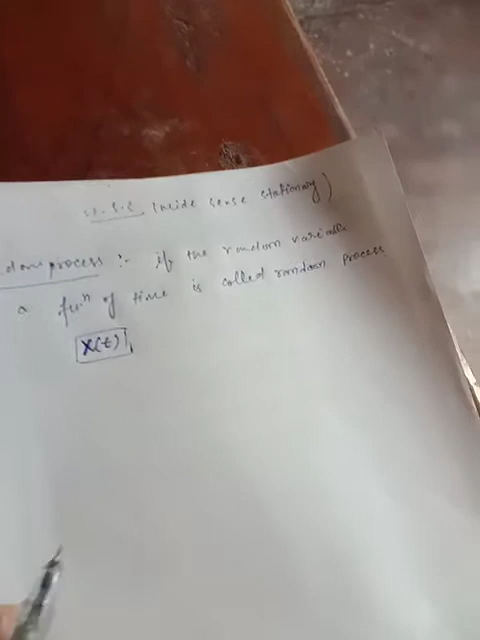 W.S.S (wide sense stationary)
dom process :- if the random variable
a fuⁿ of time is called random process
X(t)